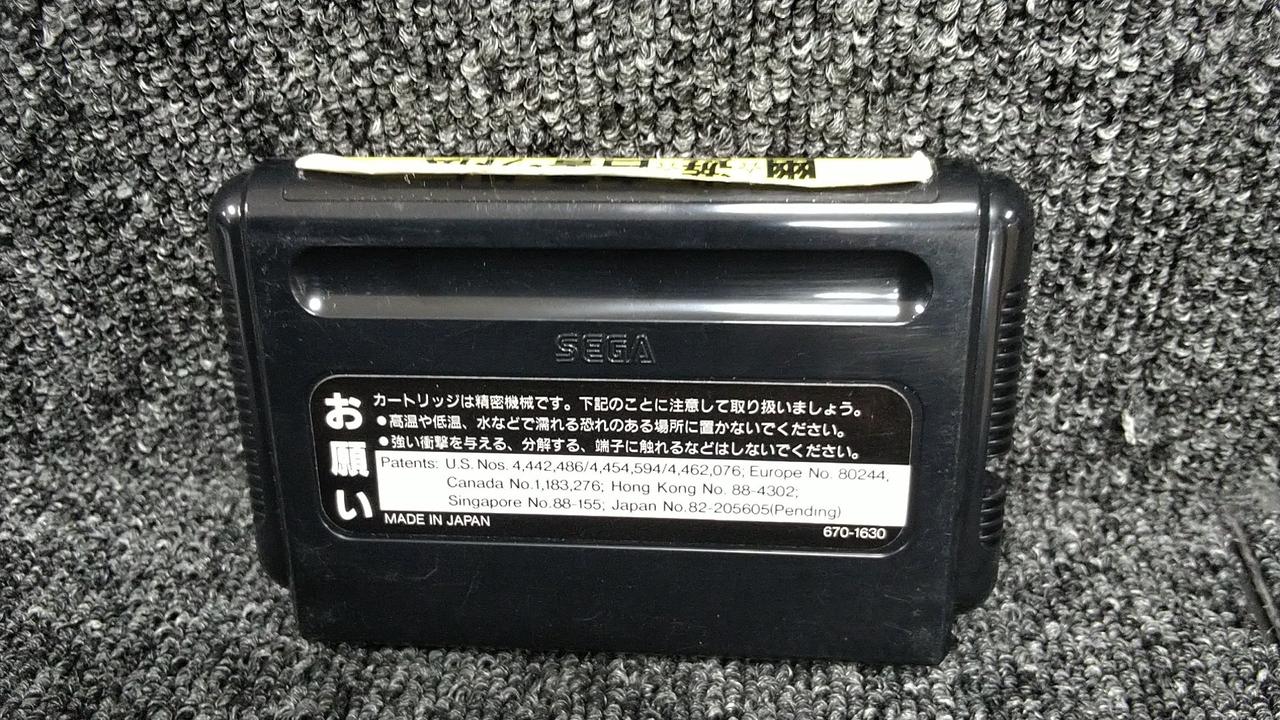 SEGA
お願い
カートリッジは精密機械です。下記のことに注意して取り扱いましょう。
●高温や低温、水などで濡れる恐れのある場所に置かないでください。
●強い衝撃を与える、分解する、端子に触れるなどはしないでください。
Patents: U.S. Nos. 4,442,486/4,454,594/4,462,076; Europe No. 80244,
Canada No.1,183,276; Hong Kong No. 88-4302;
Singapore No.88-155; Japan No.82-205605(Pending)
MADE IN JAPAN
670-1630